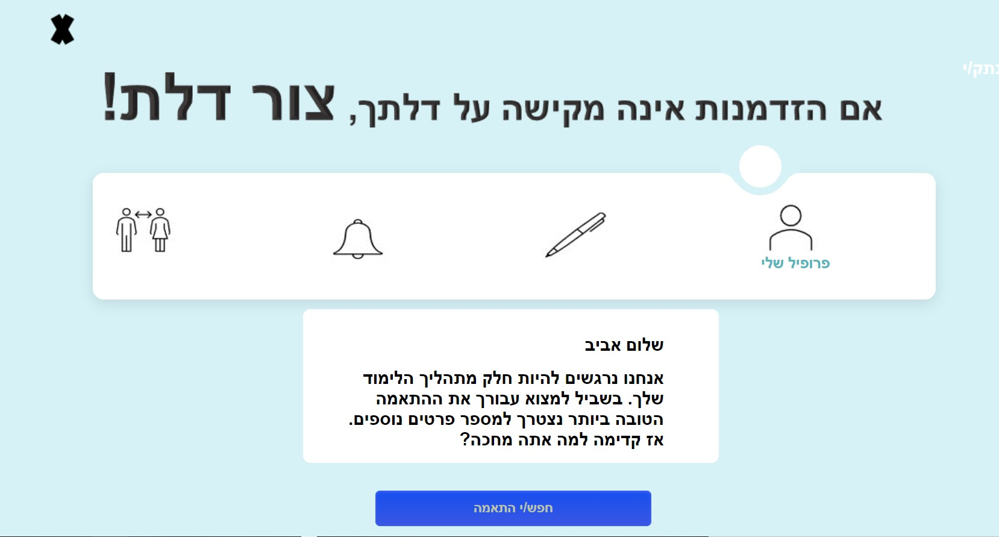 נתק/י
אם הזדמנות אינה מקישה על דלתך, צור דלת!
פרופיל שלי
שלום אביב
אנחנו נרגשים להיות חלק מתהליך הלימוד
שלך. בשביל למצוא עבורך את ההתאמה
הטובה ביותר נצטרך למספר פרטים נוספים.
אז קדימה למה אתה מחכה?
חפש/י התאמה